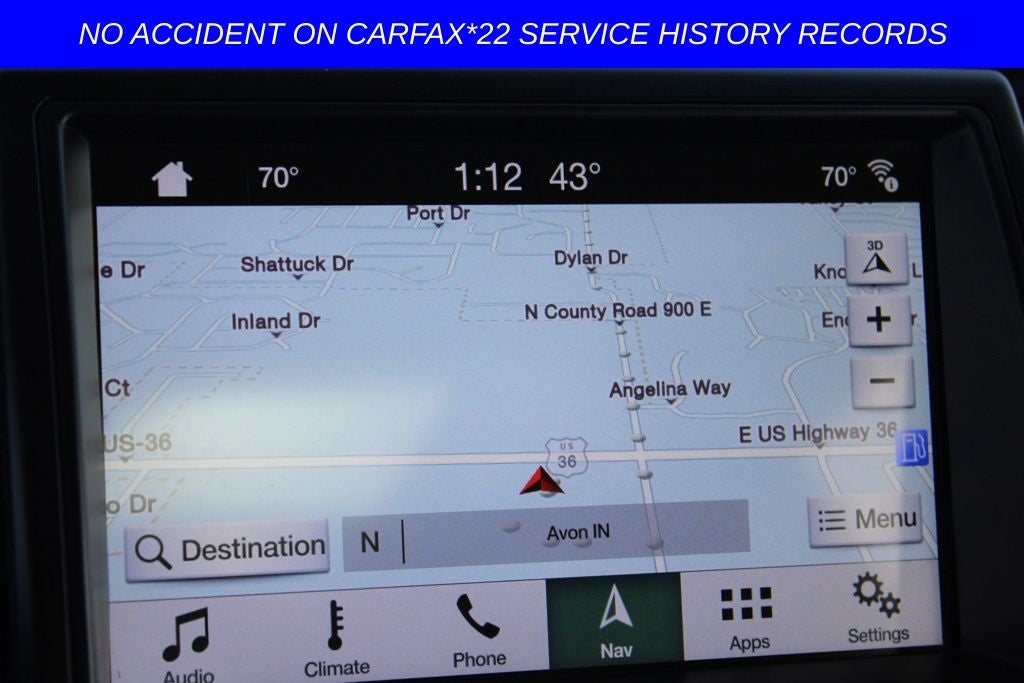 NO ACCIDENT ON CARFAX*22 SERVICE HISTORY RECORDS
70° 1:12 43° 70°
Port Dr
e Dr Shattuck Dr Dylan Dr 3D
Kno L
Inland Dr N County Road 900 E En r +
Ct Angelina Way −
US-36 E US Highway 36
US
36
o Dr
Destination N Avon IN Menu
Audio Climate Phone Nav Apps Settings